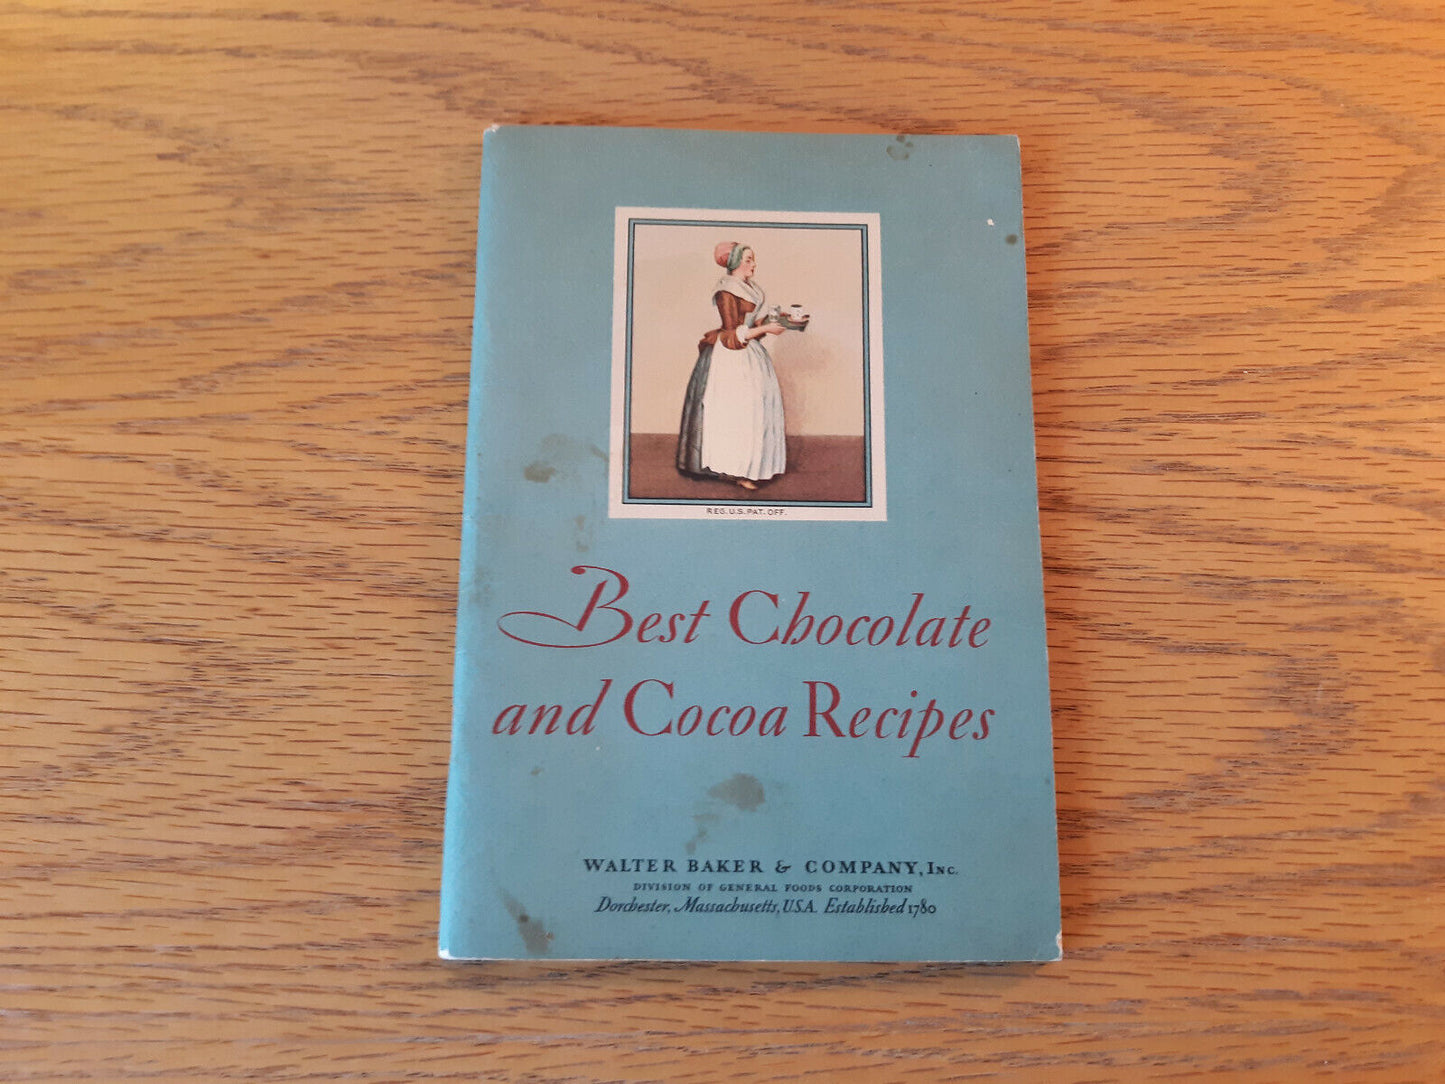 REG. U.S. PAT. OFF.
Best Chocolate
and Cocoa Recipes
WALTER BAKER & COMPANY, INC.
DIVISION OF GENERAL FOODS CORPORATION
Dorchester, Massachusetts, U.S.A. Established 1780